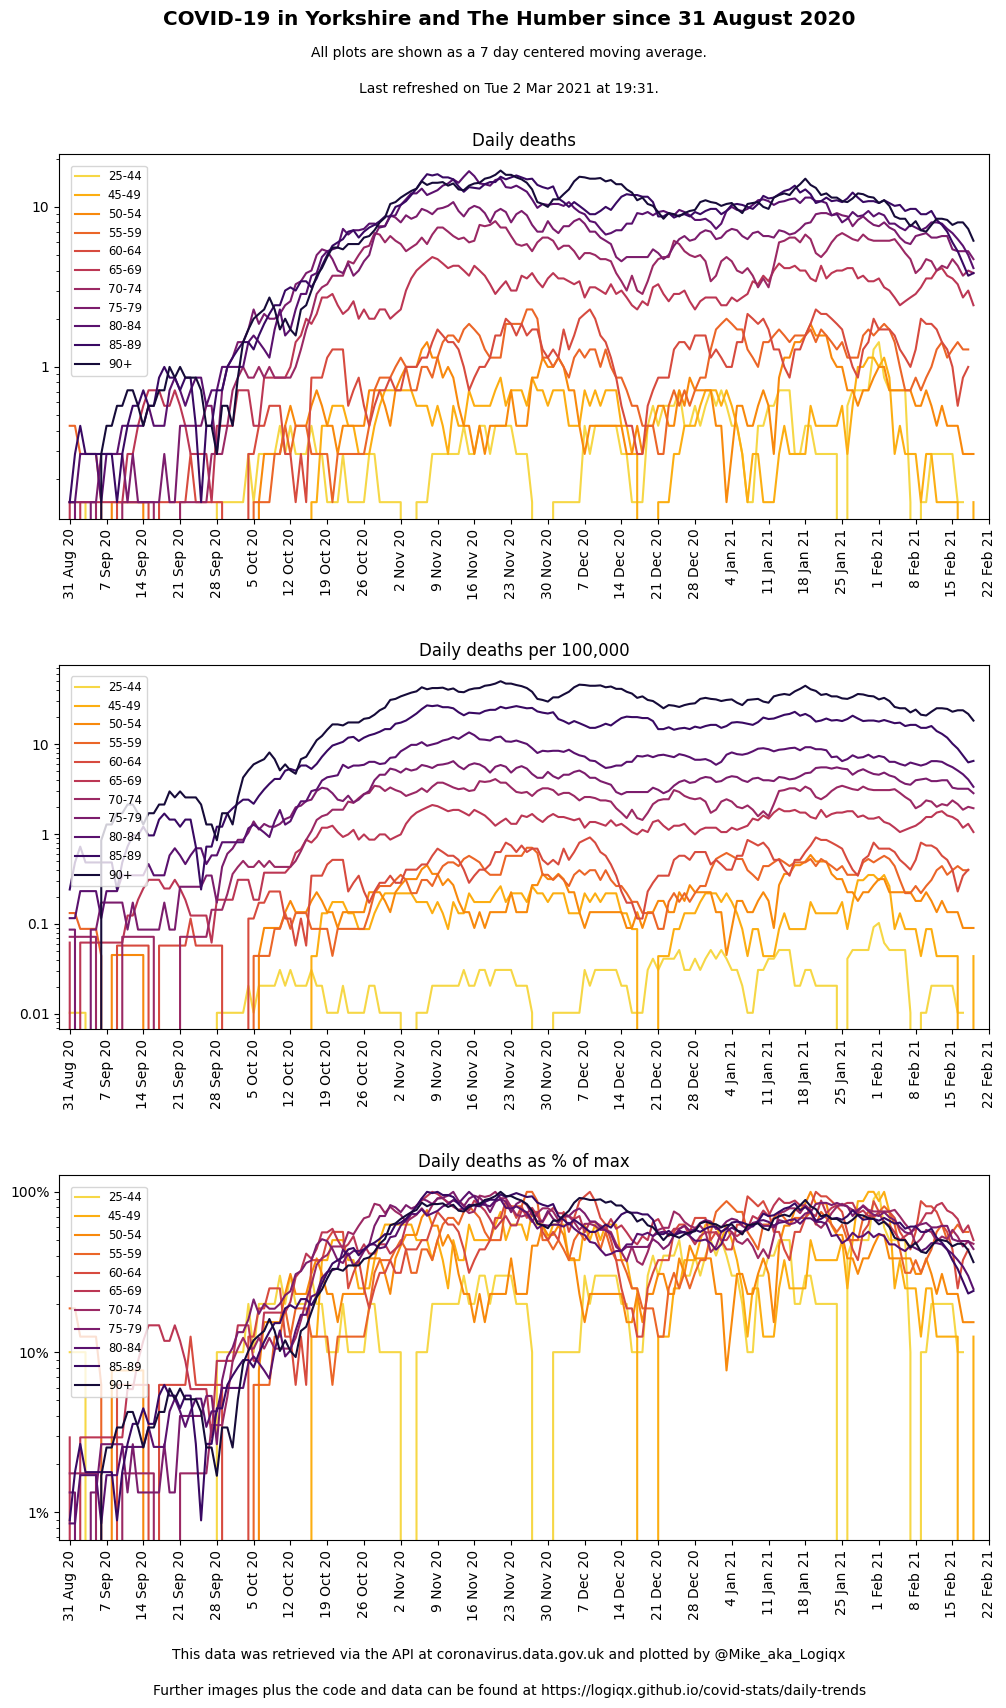 COVID-19 in Yorkshire and The Humber since 31 August 2020
All plots are shown as a 7 day centered moving average.
Last refreshed on Tue 2 Mar 2021 at 19:31.
Daily deaths
10
1
25-44
45-49
50-54
55-59
60-64
65-69
70-74
75-79
80-84
85-89
90+
31 Aug 20
7 Sep 20
14 Sep 20
21 Sep 20
28 Sep 20
5 Oct 20
12 Oct 20
19 Oct 20
26 Oct 20
2 Nov 20
9 Nov 20
16 Nov 20
23 Nov 20
30 Nov 20
7 Dec 20
14 Dec 20
21 Dec 20
28 Dec 20
4 Jan 21
11 Jan 21
18 Jan 21
25 Jan 21
1 Feb 21
8 Feb 21
15 Feb 21
22 Feb 21
Daily deaths per 100,000
10
1
0.1
0.01
25-44
45-49
50-54
55-59
60-64
65-69
70-74
75-79
80-84
85-89
90+
31 Aug 20
7 Sep 20
14 Sep 20
21 Sep 20
28 Sep 20
5 Oct 20
12 Oct 20
19 Oct 20
26 Oct 20
2 Nov 20
9 Nov 20
16 Nov 20
23 Nov 20
30 Nov 20
7 Dec 20
14 Dec 20
21 Dec 20
28 Dec 20
4 Jan 21
11 Jan 21
18 Jan 21
25 Jan 21
1 Feb 21
8 Feb 21
15 Feb 21
22 Feb 21
Daily deaths as % of max
100%
10%
1%
25-44
45-49
50-54
55-59
60-64
65-69
70-74
75-79
80-84
85-89
90+
31 Aug 20
7 Sep 20
14 Sep 20
21 Sep 20
28 Sep 20
5 Oct 20
12 Oct 20
19 Oct 20
26 Oct 20
2 Nov 20
9 Nov 20
16 Nov 20
23 Nov 20
30 Nov 20
7 Dec 20
14 Dec 20
21 Dec 20
28 Dec 20
4 Jan 21
11 Jan 21
18 Jan 21
25 Jan 21
1 Feb 21
8 Feb 21
15 Feb 21
22 Feb 21
This data was retrieved via the API at coronavirus.data.gov.uk and plotted by @Mike_aka_Logiqx
Further images plus the code and data can be found at https://logiqx.github.io/covid-stats/daily-trends